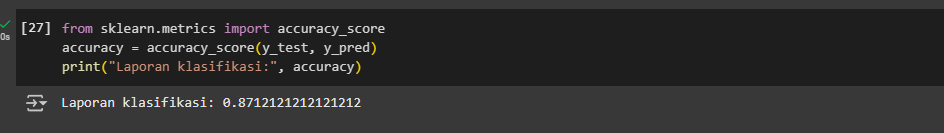 [27] from sklearn.metrics import accuracy_score
accuracy = accuracy_score(y_test, y_pred)
print("Laporan klasifikasi:", accuracy)
0s
Laporan klasifikasi: 0.8712121212121212